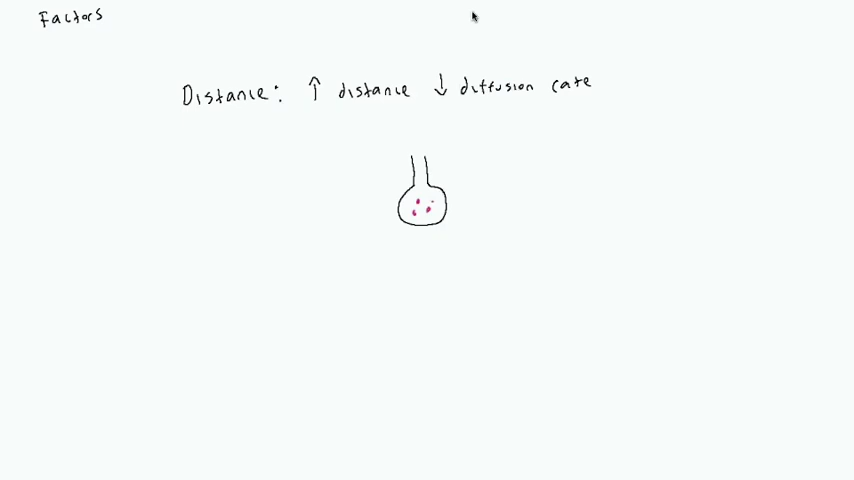 Factors
Distance: ↑ distance ↓ diffusion rate